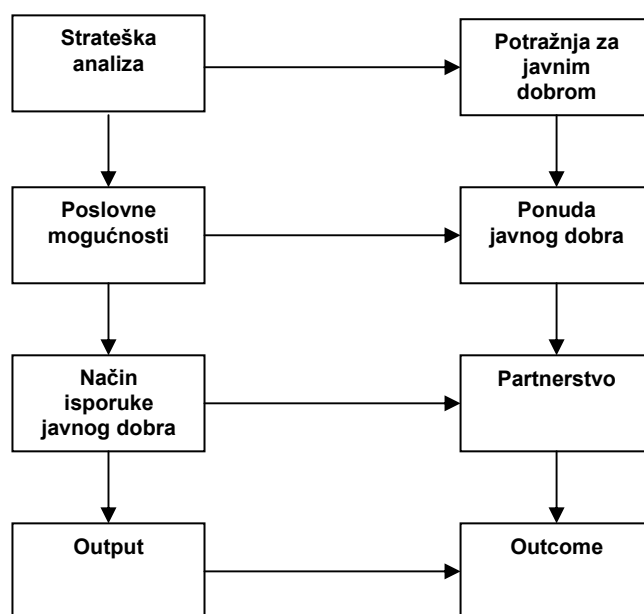 Strateška
analiza
Potražnja za
javnim
dobrom
Poslovne
mogućnosti
Ponuda
javnog dobra
Način
isporuke
javnog dobra
Partnerstvo
Output
Outcome